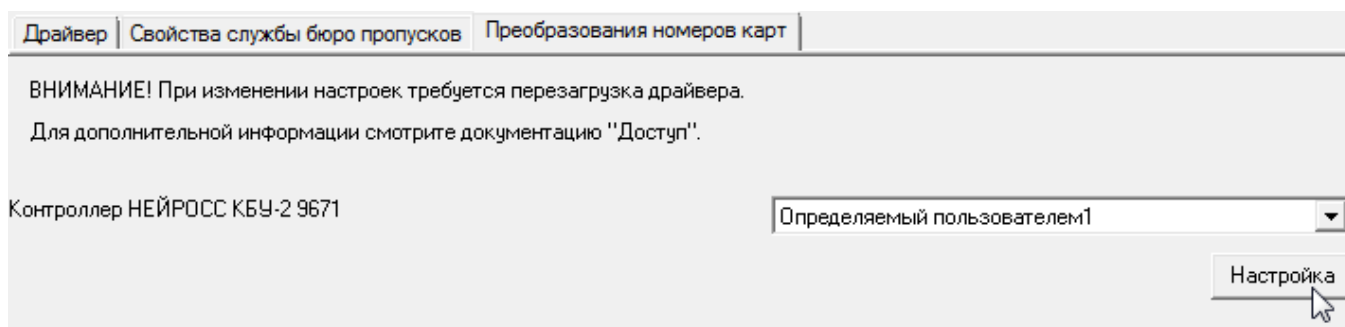 Драйвер Свойства службы бюро пропусков Преобразования номеров карт
ВНИМАНИЕ! При изменении настроек требуется перезагрузка драйвера.
Для дополнительной информации смотрите документацию "Доступ".
Контроллер НЕЙРОСС КБУ-2 9671 Определяемый пользователем1
Настройка